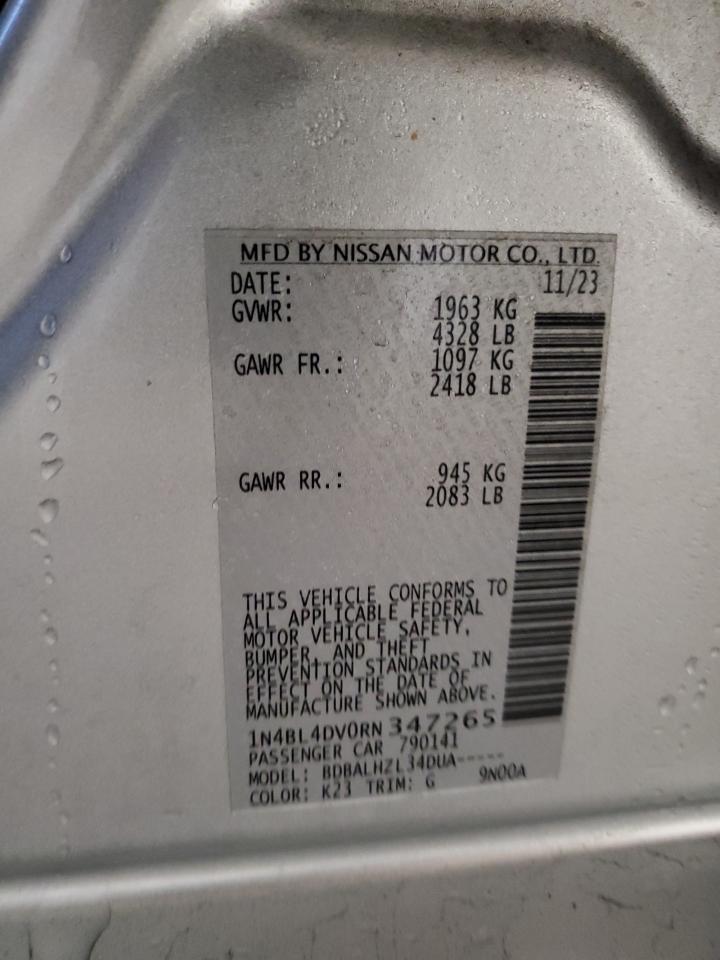 MFD BY NISSAN MOTOR CO., LTD.
DATE: 11/23
GVWR: 1963 KG
4328 LB
GAWR FR.: 1097 KG
2418 LB
GAWR RR.: 945 KG
2083 LB
THIS VEHICLE CONFORMS TO
ALL APPLICABLE FEDERAL
MOTOR VEHICLE SAFETY,
BUMPER, AND THEFT
PREVENTION STANDARDS IN
EFFECT ON THE DATE OF
MANUFACTURE SHOWN ABOVE.
1N4BL4DV0RN347265
PASSENGER CAR 790141
MODEL: BDBALHZL34DUA-----
COLOR: K23 TRIM: G 9N00A